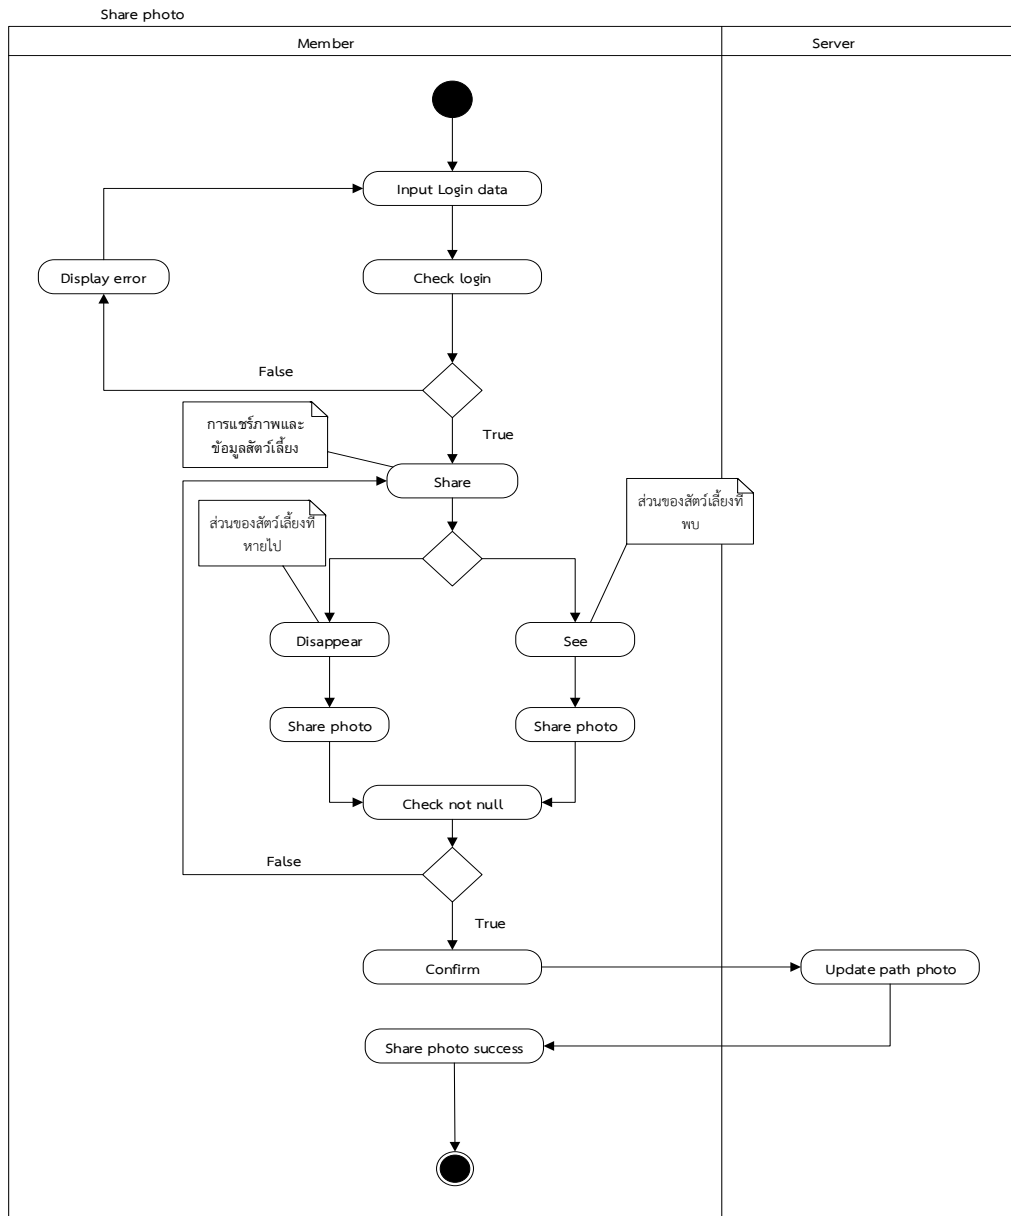 Share photo
Member
Server
Input Login data
Display error
Check login
False
True
การแชร์ภาพและ
ข้อมูลสัตว์เลี้ยง
Share
ส่วนของสัตว์เลี้ยงที่
หายไป
ส่วนของสัตว์เลี้ยงที่
พบ
Disappear
See
Share photo
Share photo
Check not null
False
True
Confirm
Update path photo
Share photo success